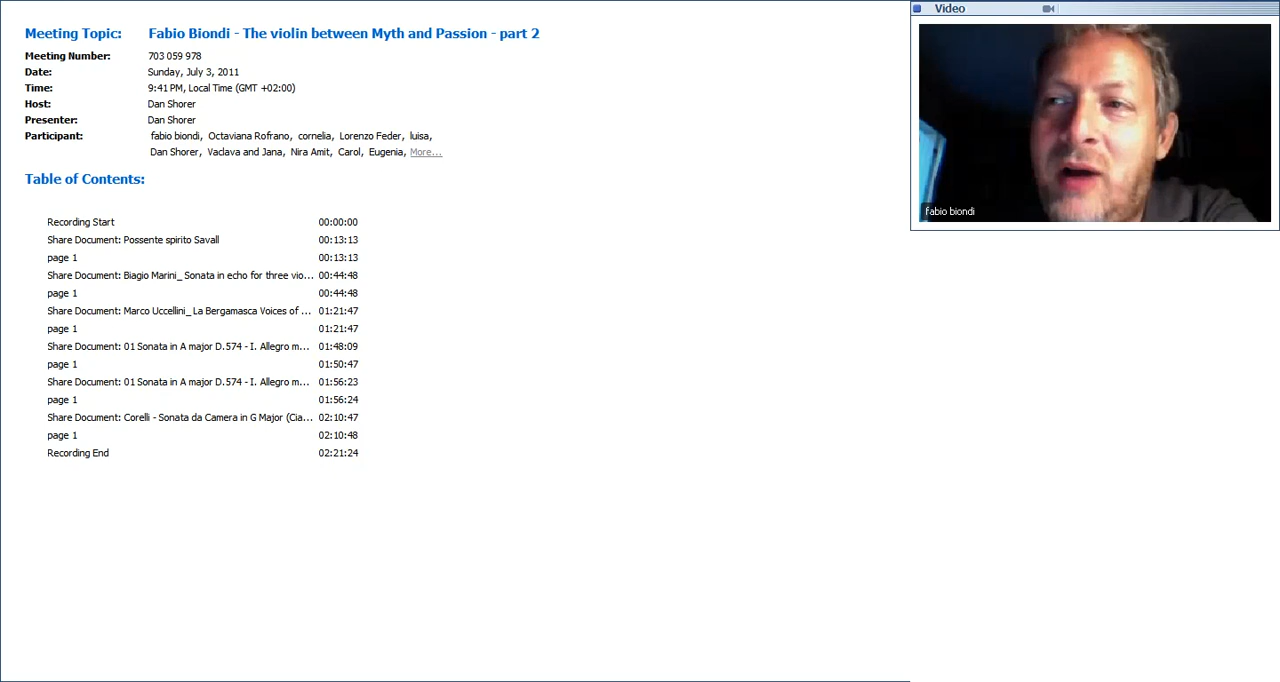 Video
Meeting Topic: Fabio Biondi - The violin between Myth and Passion - part 2
Meeting Number: 703 059 978
Date: Sunday, July 3, 2011
Time: 9:41 PM, Local Time (GMT +02:00)
Host: Dan Shorer
Presenter: Dan Shorer
Participant: fabio biondi, Octaviana Rofrano, cornelia, Lorenzo Feder, luisa,
Dan Shorer, Vaclava and Jana, Nira Amit, Carol, Eugenia, More...
fabio biondi
Table of Contents:
Recording Start 00:00:00
Share Document: Possente spirito Savall 00:13:13
page 1 00:13:13
Share Document: Biagio Marini_ Sonata in echo for three vio... 00:44:48
page 1 00:44:48
Share Document: Marco Uccellini_ La Bergamasca Voices of ... 01:21:47
page 1 01:21:47
Share Document: 01 Sonata in A major D.574 - I. Allegro m... 01:48:09
page 1 01:50:47
Share Document: 01 Sonata in A major D.574 - I. Allegro m... 01:56:23
page 1 01:56:24
Share Document: Corelli - Sonata da Camera in G Major (Cia... 02:10:47
page 1 02:10:48
Recording End 02:21:24